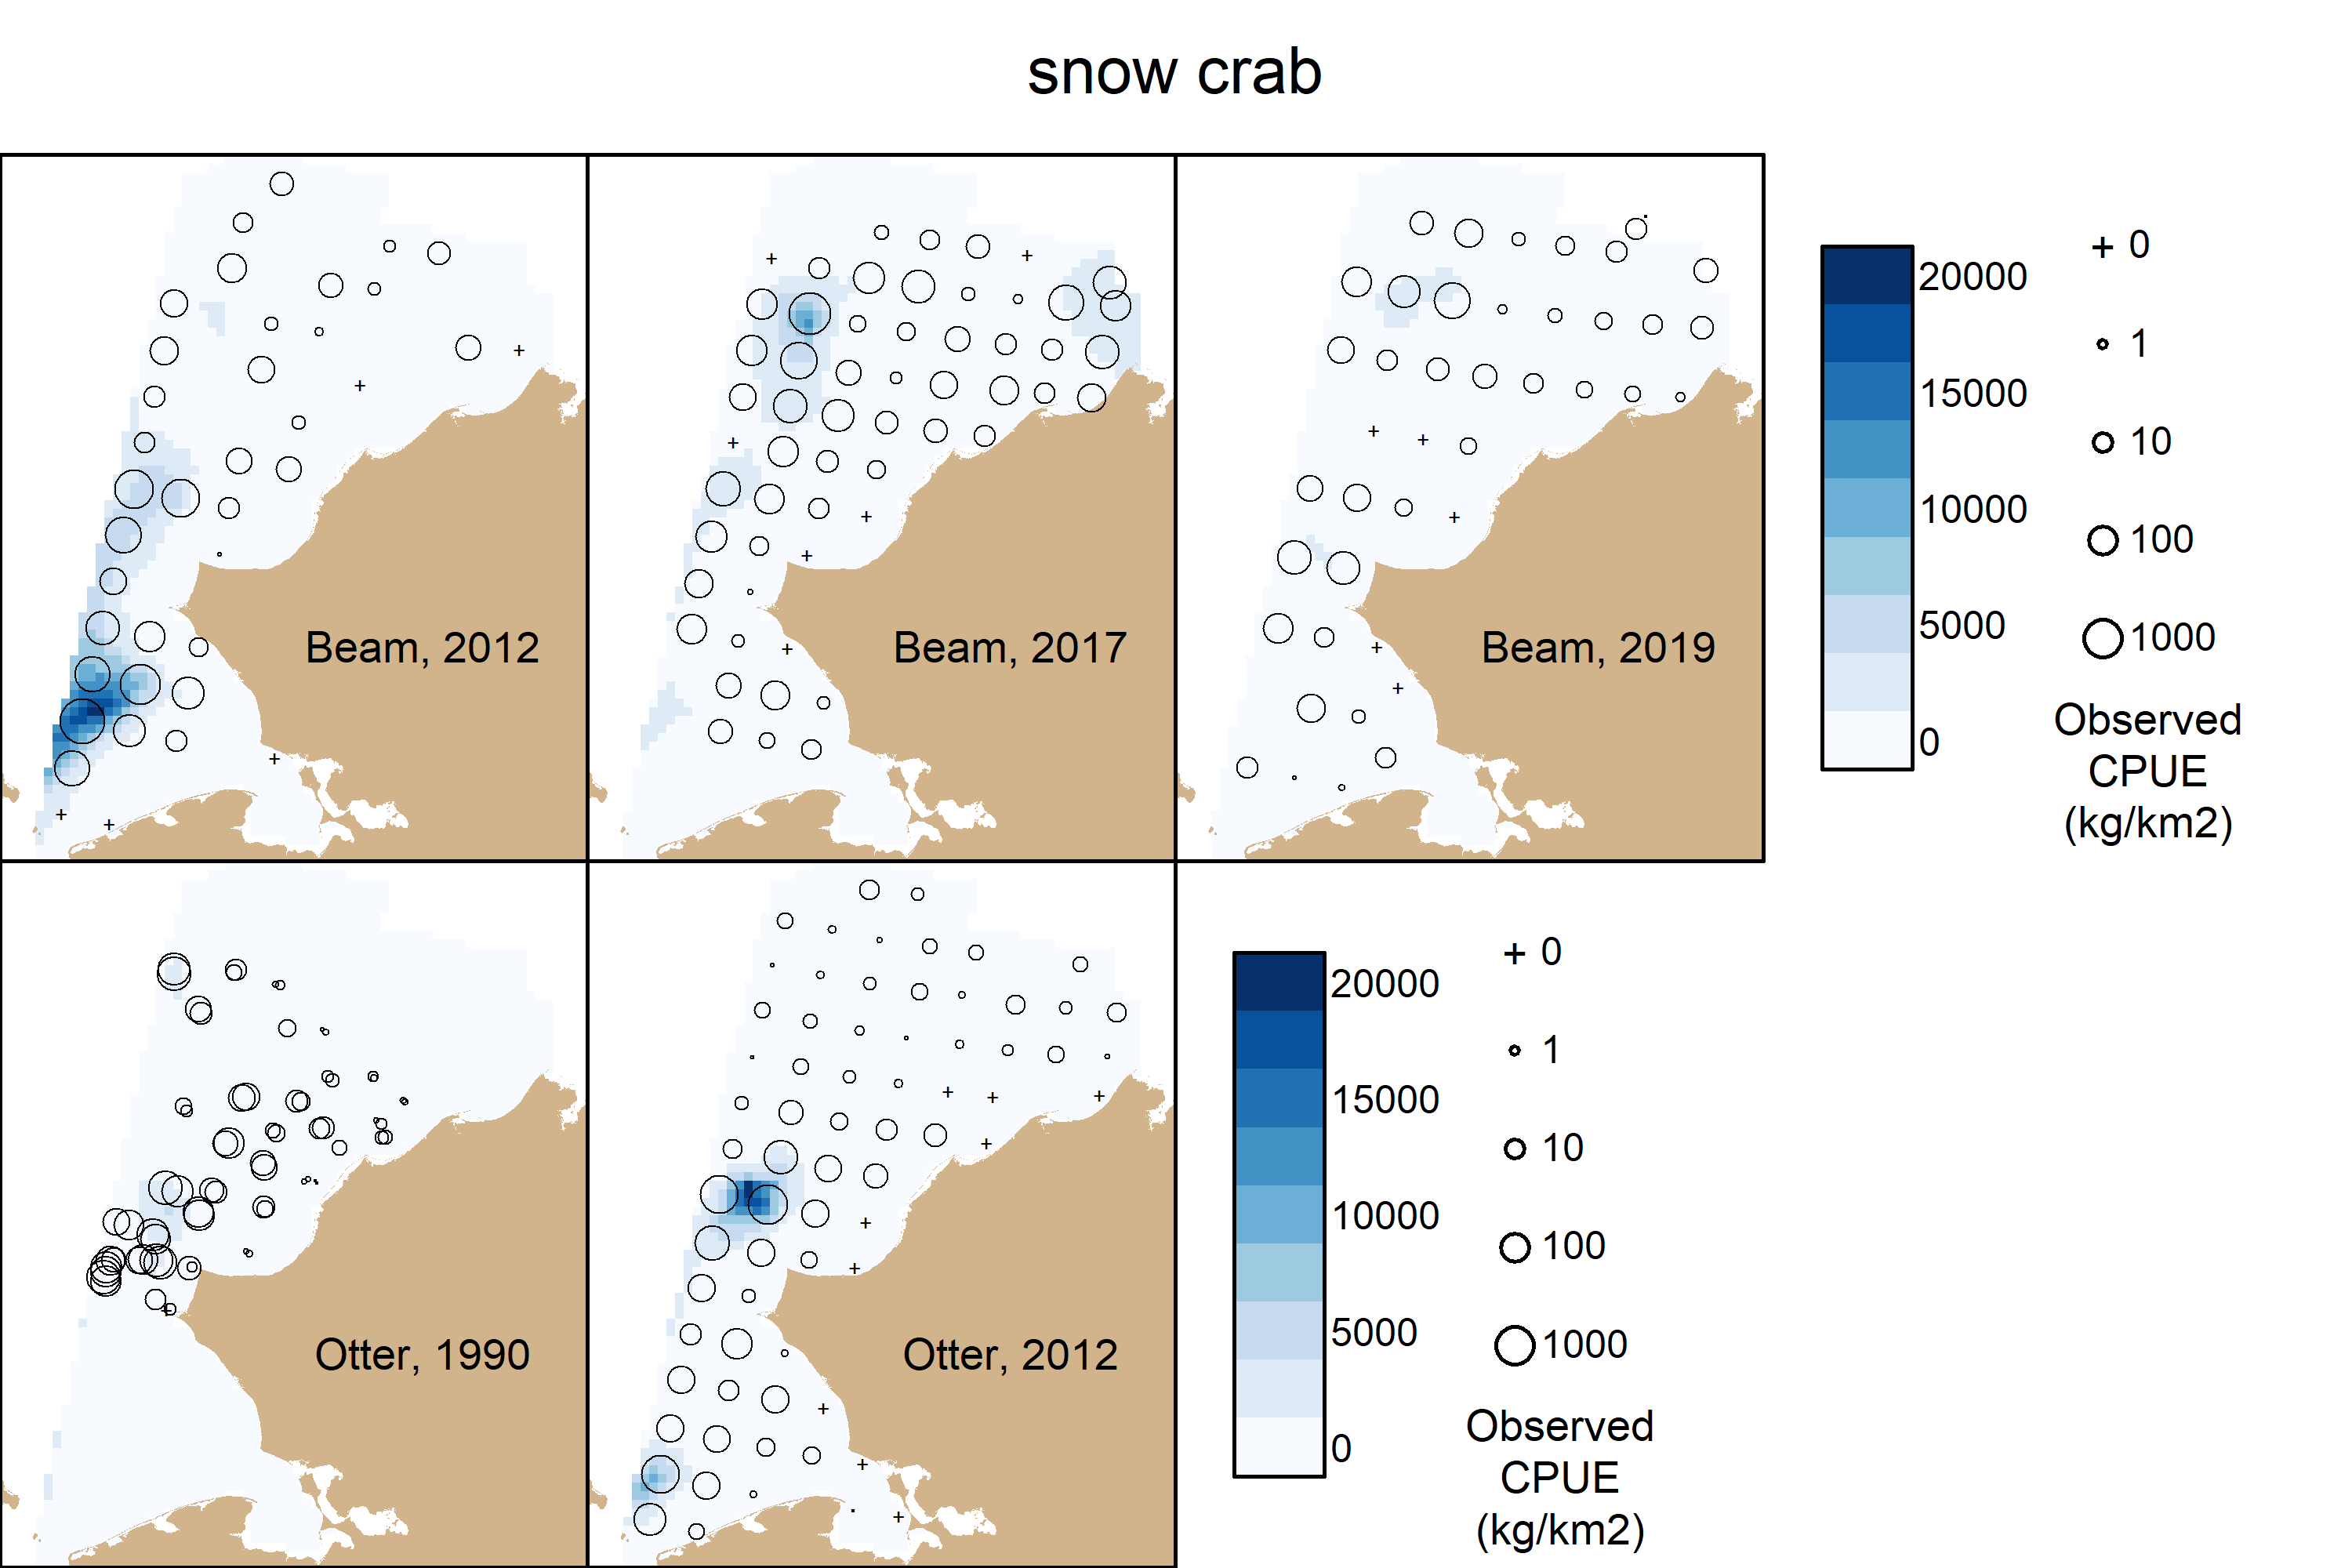 snow crab
Beam, 2012
Beam, 2017
Beam, 2019
20000
15000
10000
5000
0
+ 0
1
10
100
1000
Observed
CPUE
(kg/km2)
Otter, 1990
Otter, 2012
20000
15000
10000
5000
0
+ 0
1
10
100
1000
Observed
CPUE
(kg/km2)